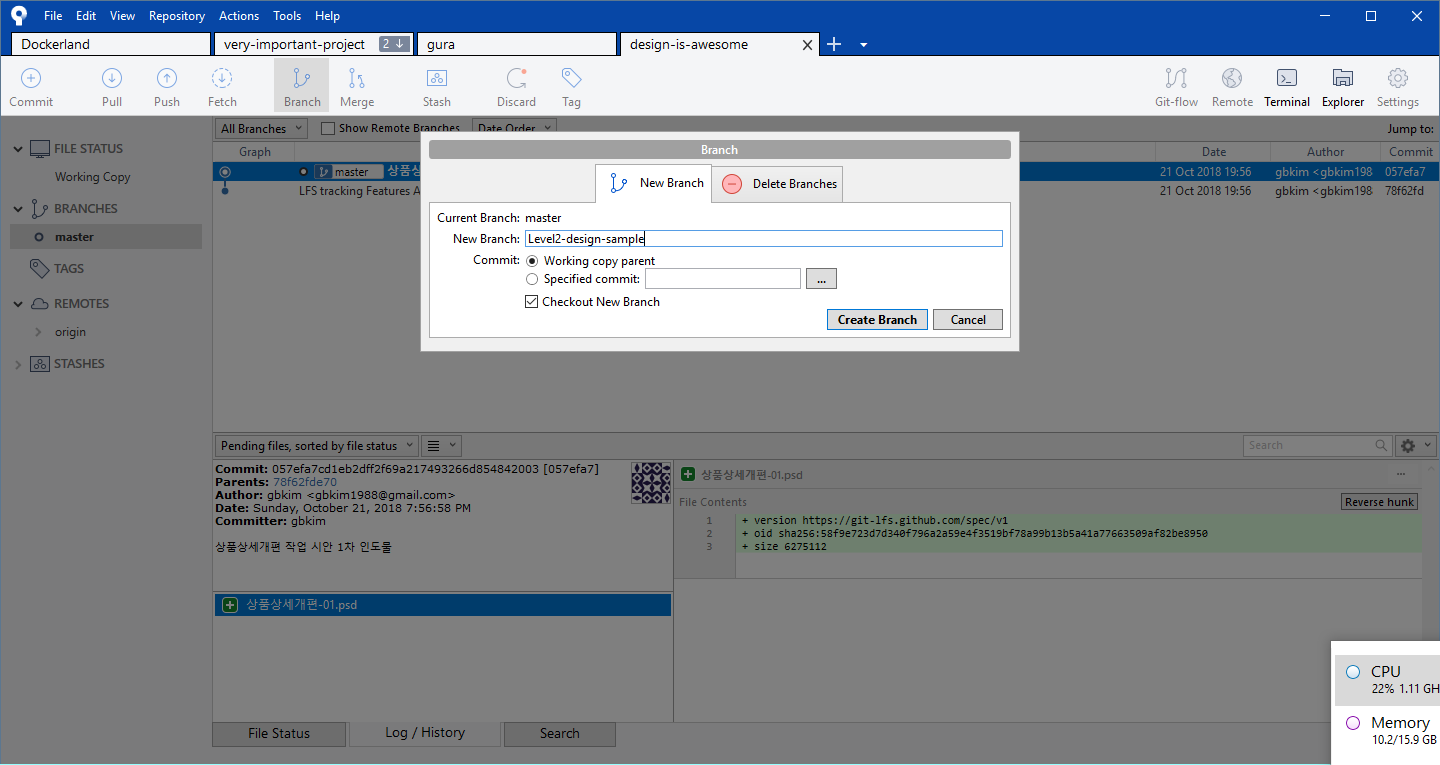 File Edit View Repository Actions Tools Help
Dockerland very-important-project 2 gura design-is-awesome
Commit Pull Push Fetch Branch Merge Stash Discard Tag Git-flow Remote Terminal Explorer Settings
All Branches Show Remote Branches Date Order Jump to:
Graph Date Author Commit
master 21 Oct 2018 19:56 gbkim <gbkim198 057efa7
LFS tracking Features 21 Oct 2018 19:56 gbkim <gbkim198 78f62fd
FILE STATUS
Working Copy
BRANCHES
master
TAGS
REMOTES
origin
STASHES
Branch
New Branch Delete Branches
Current Branch: master
New Branch: Level2-design-sample
Commit: Working copy parent
Specified commit: ...
Checkout New Branch
Create Branch Cancel
Pending files, sorted by file status Search
Commit: 057efa7cd1eb2dff2f69a217493266d854842003 [057efa7]
Parents: 78f62fde70
Author: gbkim <gbkim1988@gmail.com>
Date: Sunday, October 21, 2018 7:56:58 PM
Committer: gbkim
상품상세개편 작업 시안 1차 인도물
상품상세개편-01.psd
상품상세개편-01.psd ...
File Contents Reverse hunk
1 + version https://git-lfs.github.com/spec/v1
2 + oid sha256:58f9e723d7d340f796a2a59e4f3519bf78a99b13b5a41a77663509af82be8950
3 + size 6275112
File Status Log / History Search
CPU
22% 1.11 GH
Memory
10.2/15.9 GB